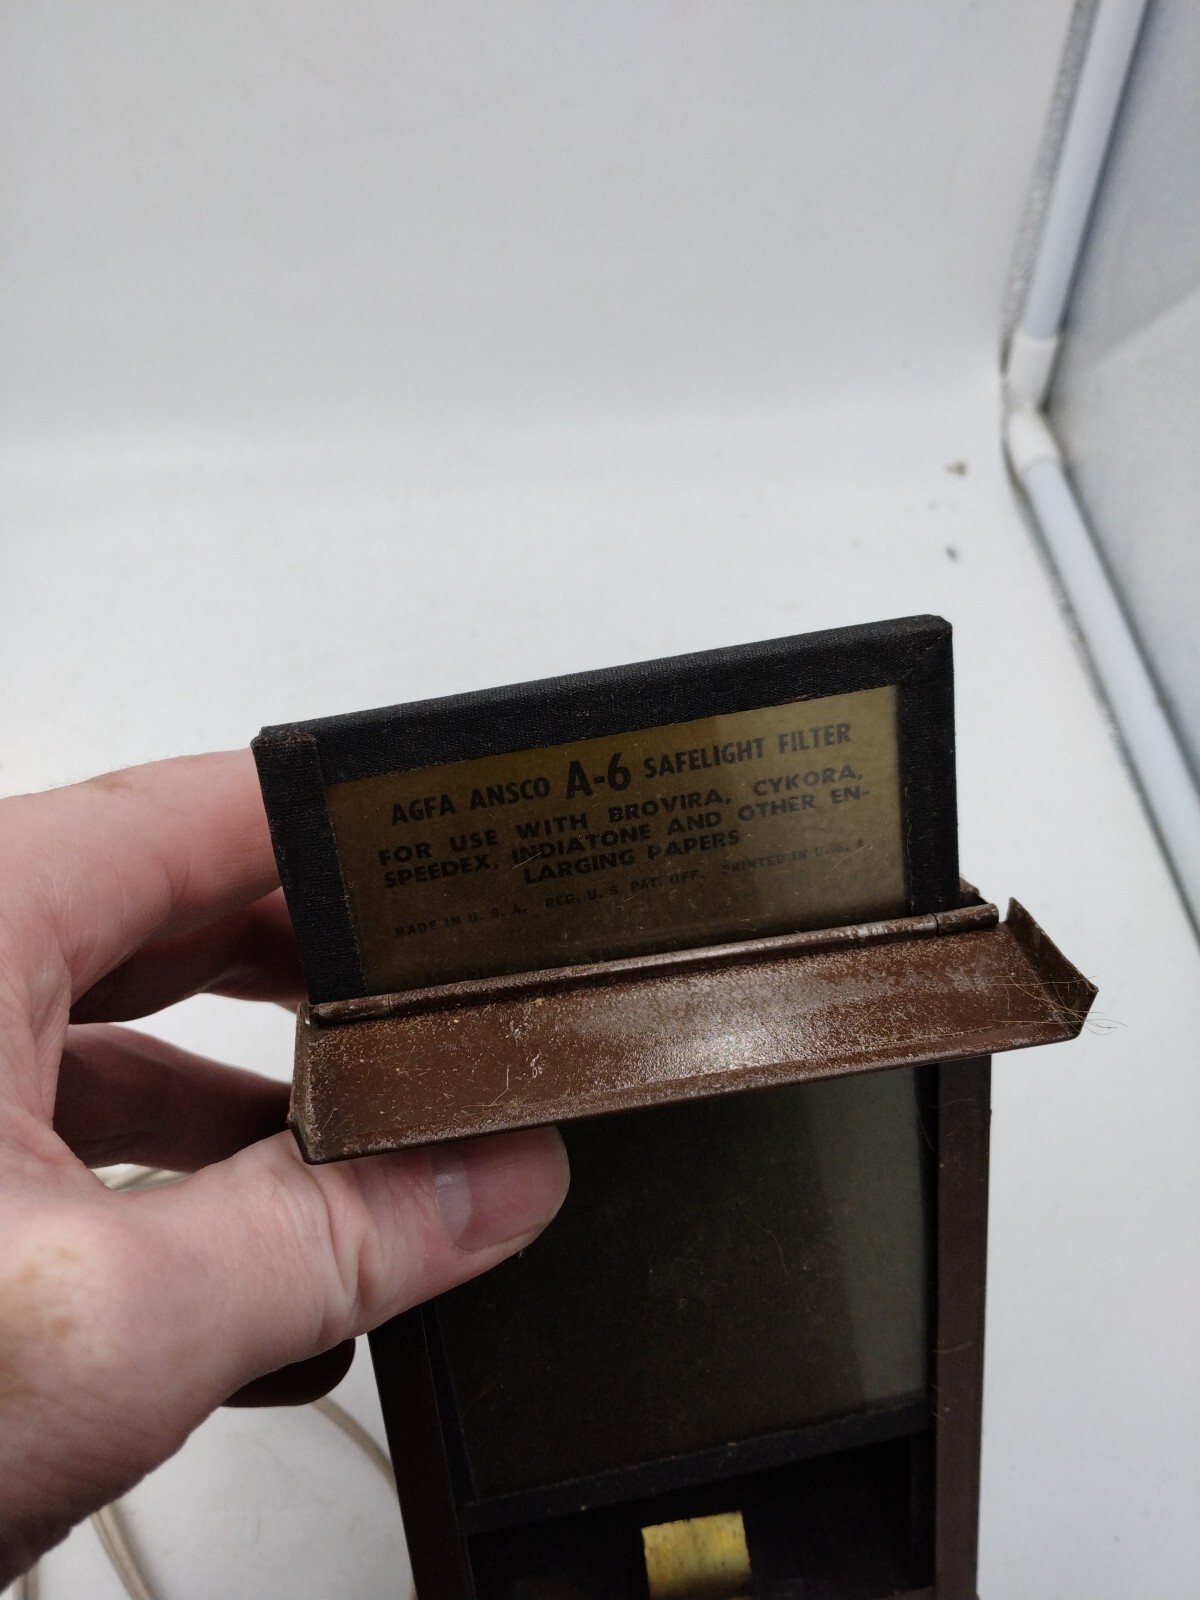 AGFA ANSCO A-6 SAFELIGHT FILTER
FOR USE WITH BROVIRA, CYKORA,
SPEEDEX, INDIATONE AND OTHER EN-
LARGING PAPERS
MADE IN U. S. A. REG. U. S. PAT. OFF. PRINTED IN U. S. A.